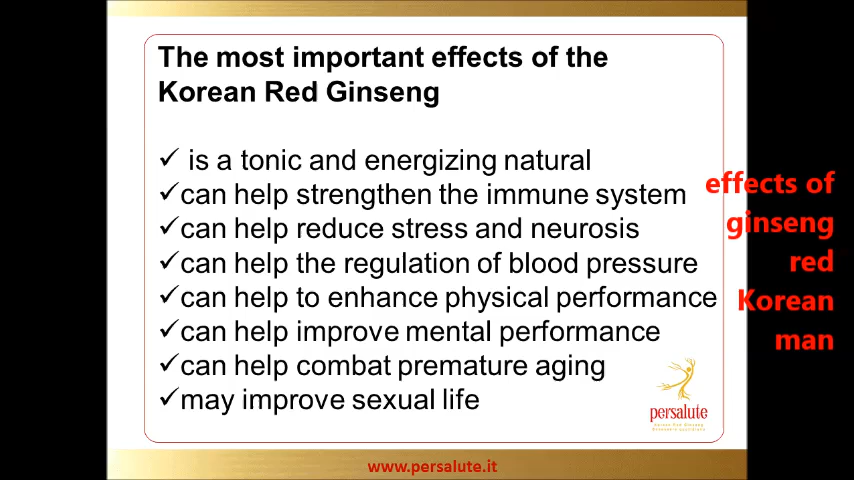 The most important effects of the
Korean Red Ginseng
✓ is a tonic and energizing natural
✓can help strengthen the immune system
✓can help reduce stress and neurosis
✓can help the regulation of blood pressure
✓can help to enhance physical performance
✓can help improve mental performance
✓can help combat premature aging
✓may improve sexual life
effects of
ginseng
red
Korean
man
persalute
www.persalute.it